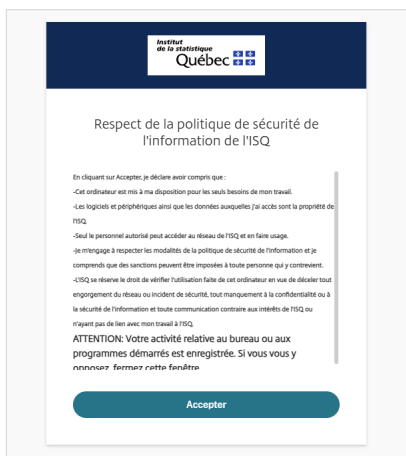 Institut
de la statistique
Québec
Respect de la politique de sécurité de
l'information de l'ISQ
En cliquant sur Accepter, je déclare avoir compris que :
-Cet ordinateur est mis à ma disposition pour les seuls besoins de mon travail.
-Les logiciels et périphériques ainsi que les données auxquelles j'ai accès sont la propriété de
l'ISQ.
-Seul le personnel autorisé peut accéder au réseau de l'ISQ et en faire usage.
-Je m'engage à respecter les modalités de la politique de sécurité de l'information et je
comprends que des sanctions peuvent être imposées à toute personne qui y contrevient.
-L'ISQ se réserve le droit de vérifier l'utilisation faite de cet ordinateur en vue de déceler tout
engorgement du réseau ou incident de sécurité, tout manquement à la confidentialité ou à
la sécurité de l'information et toute communication contraire aux intérêts de l'ISQ ou
n'ayant pas de lien avec mon travail à l'ISQ.
ATTENTION: Votre activité relative au bureau ou aux
programmes démarrés est enregistrée. Si vous vous y
opposez, fermez cette fenêtre
Accepter